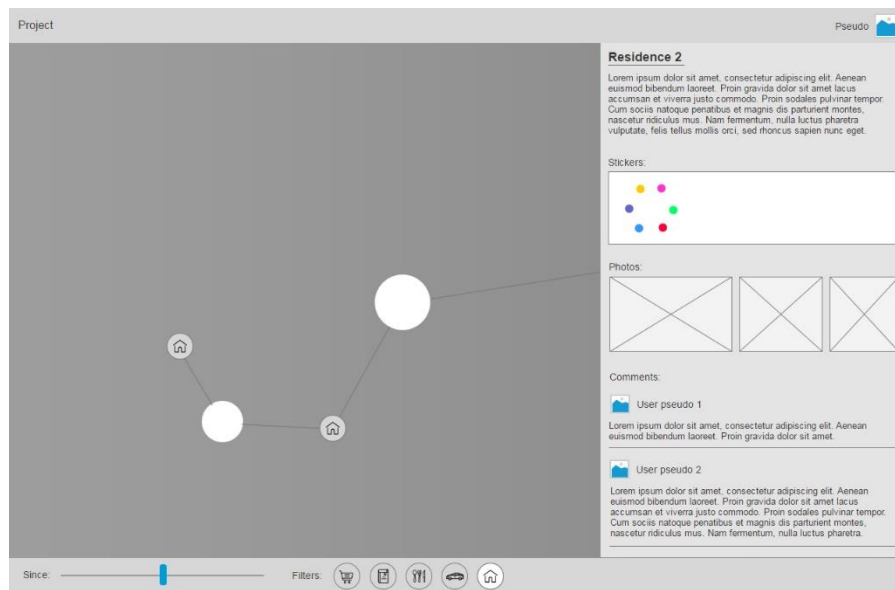 Project
Pseudo
Residence 2
Lorem ipsum dolor sit amet, consectetur adipiscing elit. Aenean
euismod bibendum laoreet. Proin gravida dolor sit amet lacus
accumsan et viverra justo commodo. Proin sodales pulvinar tempor.
Cum sociis natoque penatibus et magnis dis parturient montes,
nascetur ridiculus mus. Nam fermentum, nulla luctus pharetra
vulputate, felis tellus mollis orci, sed rhoncus sapien nunc eget.
Stickers:
Photos:
Comments:
User pseudo 1
Lorem ipsum dolor sit amet, consectetur adipiscing elit. Aenean
euismod bibendum laoreet. Proin gravida dolor sit amet.
User pseudo 2
Lorem ipsum dolor sit amet, consectetur adipiscing elit. Aenean
euismod bibendum laoreet. Proin gravida dolor sit amet lacus
accumsan et viverra justo commodo. Proin sodales pulvinar tempor.
Cum sociis natoque penatibus et magnis dis parturient montes,
nascetur ridiculus mus. Nam fermentum, nulla luctus pharetra.
Since:
Filters: